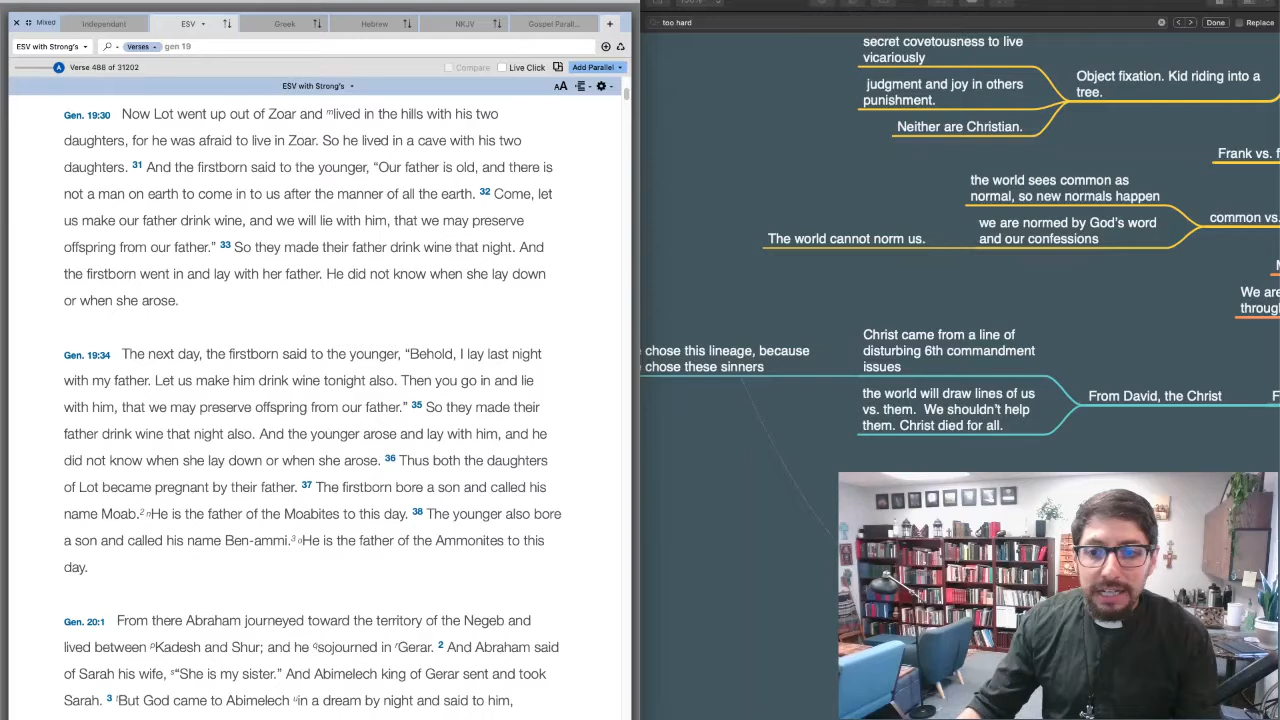 Mixed
Independant
ESV
Greek
Hebrew
NKJV
Gospel Parall...
ESV with Strong's
Verses
gen 19
Verse 488 of 31202
Compare
Live Click
Add Parallel
ESV with Strong's
AA
Gen. 19:30 Now Lot went up out of Zoar and mlived in the hills with his two
daughters, for he was afraid to live in Zoar. So he lived in a cave with his two
daughters. 31 And the firstborn said to the younger, “Our father is old, and there is
not a man on earth to come in to us after the manner of all the earth. 32 Come, let
us make our father drink wine, and we will lie with him, that we may preserve
offspring from our father.” 33 So they made their father drink wine that night. And
the firstborn went in and lay with her father. He did not know when she lay down
or when she arose.
Gen. 19:34 The next day, the firstborn said to the younger, “Behold, I lay last night
with my father. Let us make him drink wine tonight also. Then you go in and lie
with him, that we may preserve offspring from our father.” 35 So they made their
father drink wine that night also. And the younger arose and lay with him, and he
did not know when she lay down or when she arose. 36 Thus both the daughters
of Lot became pregnant by their father. 37 The firstborn bore a son and called his
name Moab.2 nHe is the father of the Moabites to this day. 38 The younger also bore
a son and called his name Ben-ammi.3 oHe is the father of the Ammonites to this
day.
Gen. 20:1 From there Abraham journeyed toward the territory of the Negeb and
lived between pKadesh and Shur; and he qsojourned in rGerar. 2 And Abraham said
of Sarah his wife, s“She is my sister.” And Abimelech king of Gerar sent and took
Sarah. 3 tBut God came to Abimelech uin a dream by night and said to him,
too hard
Done
Replace
secret covetousness to live
vicariously
judgment and joy in others
punishment.
Neither are Christian.
Object fixation. Kid riding into a
tree.
Frank vs. f
the world sees common as
normal, so new normals happen
we are normed by God’s word
and our confessions
The world cannot norm us.
common vs.
We are
throug
chose this lineage, because
chose these sinners
Christ came from a line of
disturbing 6th commandment
issues
the world will draw lines of us
vs. them. We shouldn’t help
them. Christ died for all.
From David, the Christ